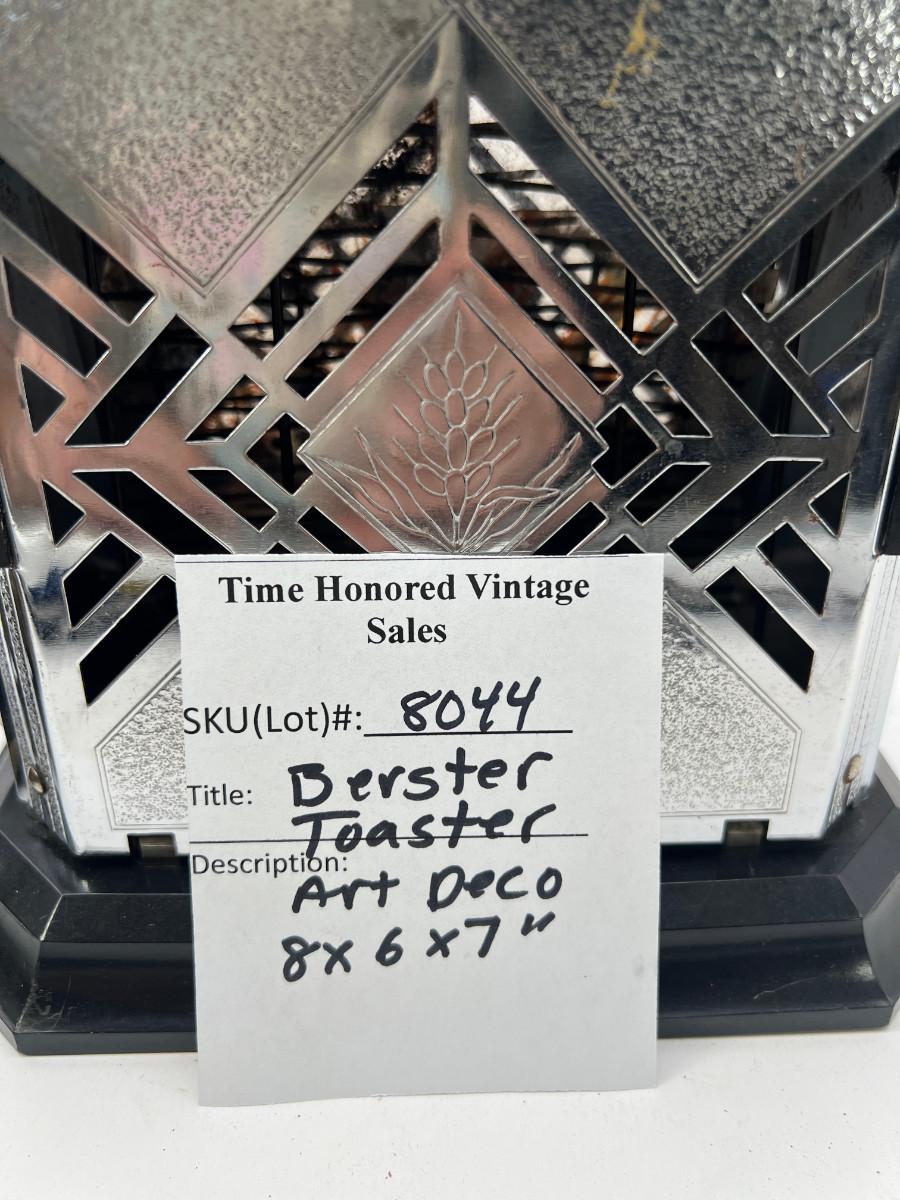 Time Honored Vintage
Sales
SKU(Lot)#: 8044
Title: Berster
Toaster
Description:
Art Deco
8x6x7"